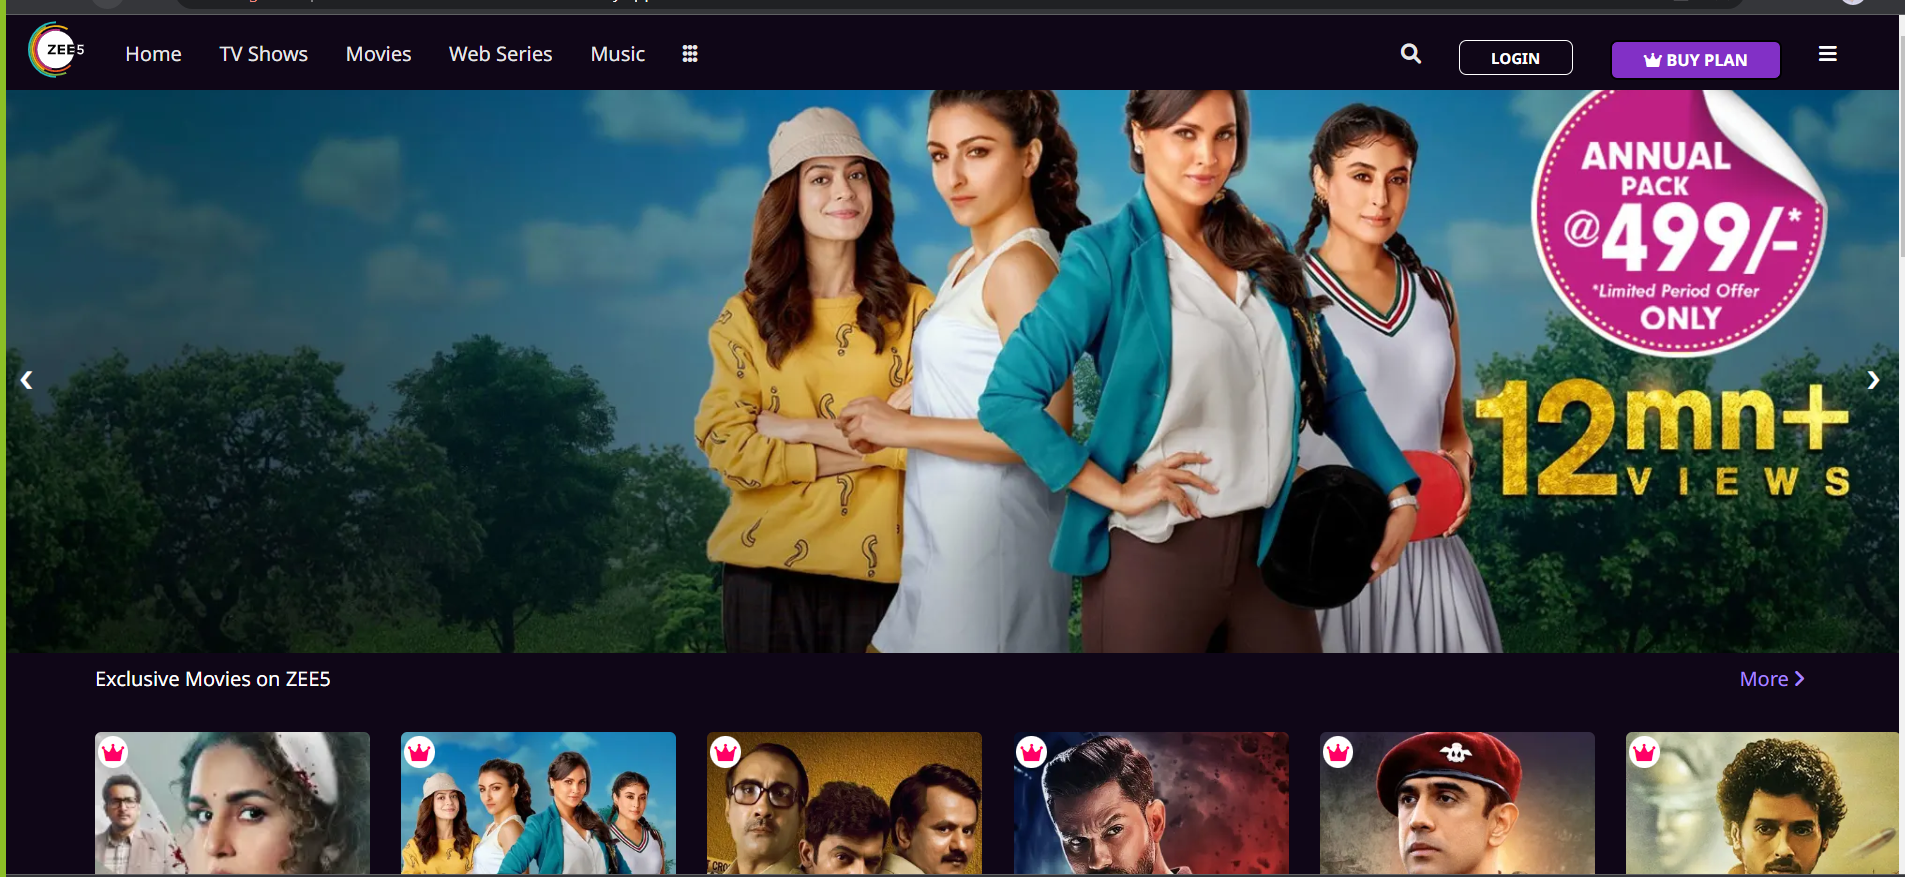 ZEE5
Home
TV Shows
Movies
Web Series
Music
LOGIN
BUY PLAN
ANNUAL
PACK
@499/-*
*Limited Period Offer
ONLY
12mn+
VIEWS
Exclusive Movies on ZEE5
More